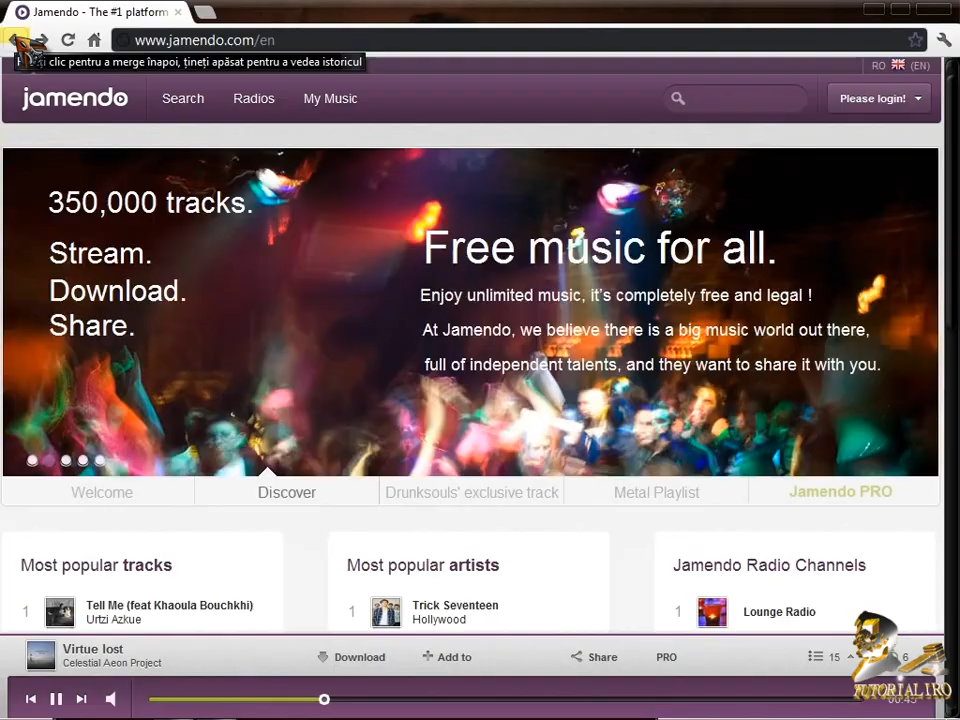 Jamendo - The #1 platform
www.jamendo.com/en
clic pentru a merge înapoi, țineți apăsat pentru a vedea istoricul
RO (EN)
jamendo
Search
Radios
My Music
Please login!
350,000 tracks.
Stream.
Download.
Share.
Free music for all.
Enjoy unlimited music, it's completely free and legal !
At Jamendo, we believe there is a big music world out there,
full of independent talents, and they want to share it with you.
Welcome
Discover
Drunksouls' exclusive track
Metal Playlist
Jamendo PRO
Most popular tracks
1
Tell Me (feat Khaoula Bouchkhi)
Urtzi Azkue
Most popular artists
1
Trick Seventeen
Hollywood
Jamendo Radio Channels
1
Lounge Radio
Virtue lost
Celestial Aeon Project
Download
Add to
Share
PRO
15
6
TUTORIAL.RO